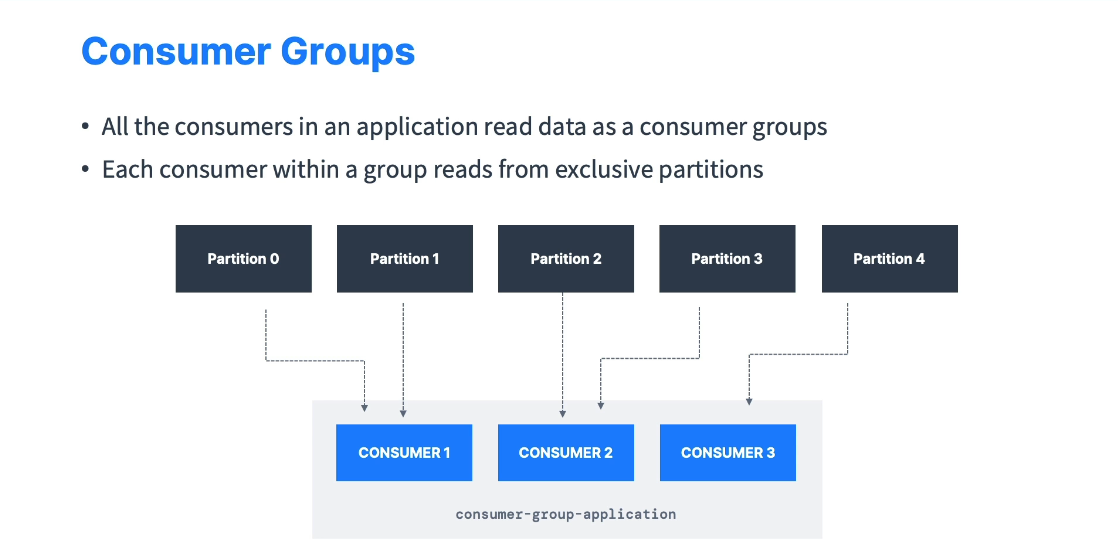 Consumer Groups
• All the consumers in an application read data as a consumer groups
• Each consumer within a group reads from exclusive partitions
Partition 0
Partition 1
Partition 2
Partition 3
Partition 4
CONSUMER 1
CONSUMER 2
CONSUMER 3
consumer-group-application